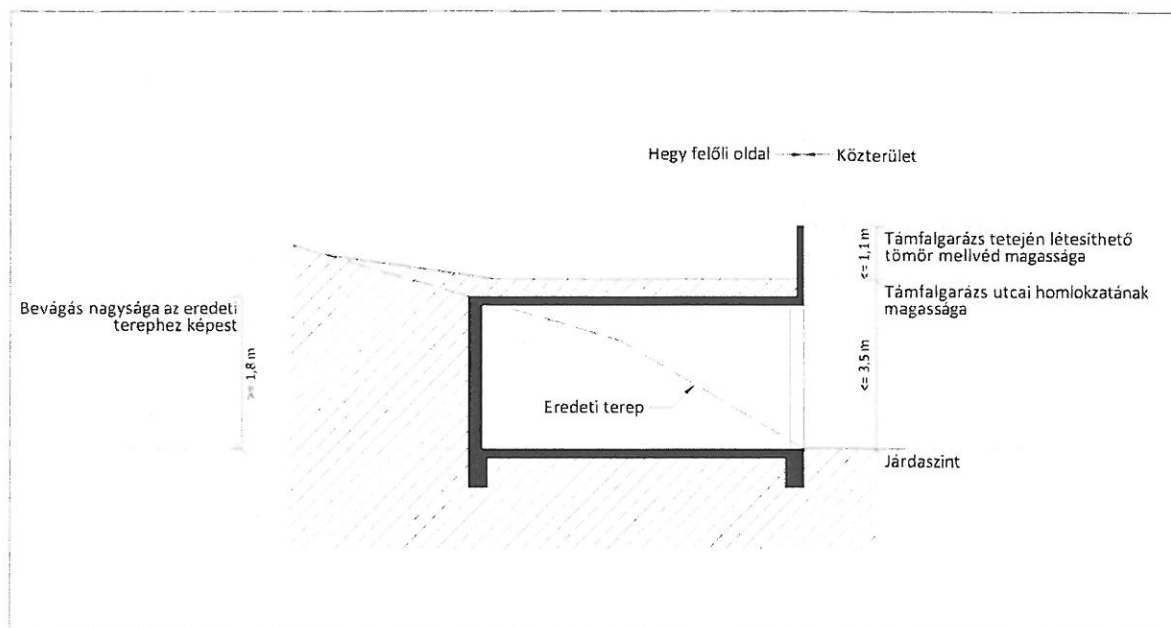 Hegy felőli oldal
Közterület
<= 1,1 m
Támfalgarázs tetején létesíthető
tömör mellvéd magassága
Bevágás nagysága az eredeti
terephez képest
Támfalgarázs utcai homlokzatának
magassága
>= 1,8 m
<= 3,5 m
Eredeti terep
Járdaszint